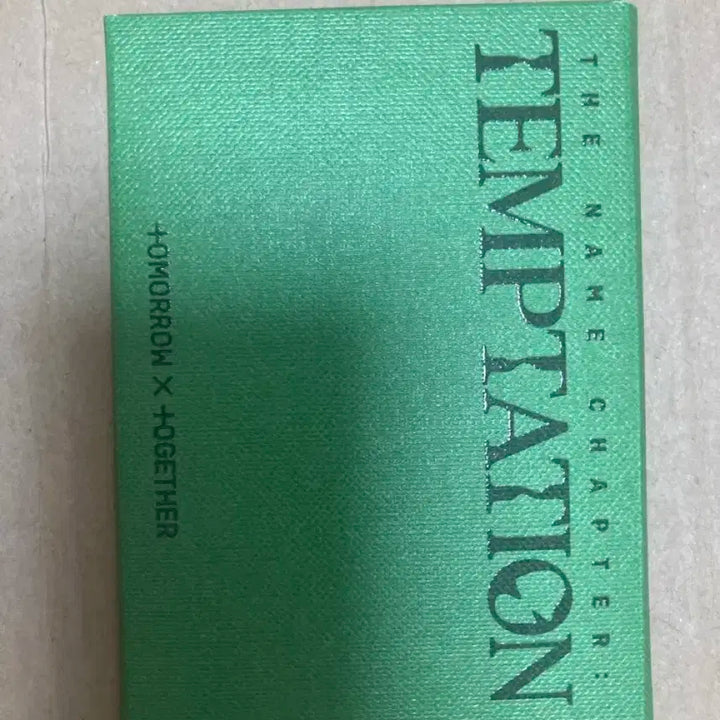 THE NAME CHAPTER:
TEMPTATION
TOMORROW X TOGETHER